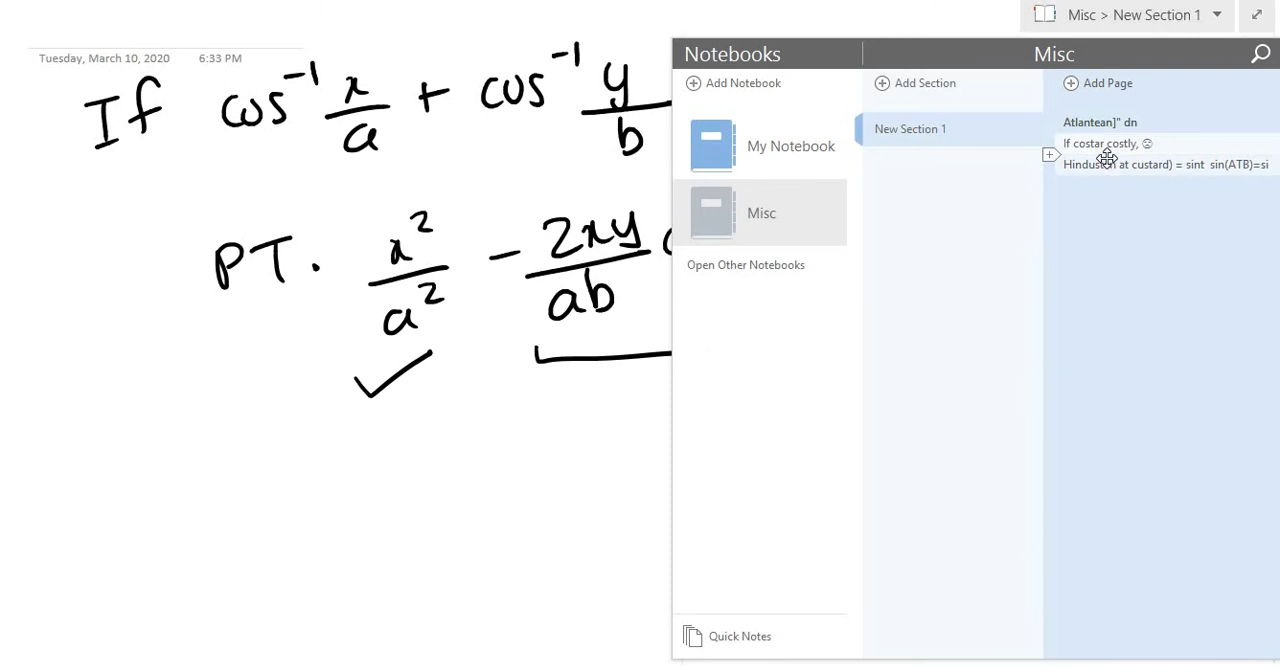 Misc > New Section 1
Tuesday, March 10, 2020 6:33 PM
If cos⁻¹ x/a + cos⁻¹ y/b
PT. x²/a² - 2xy/ab
Notebooks
Misc
Add Notebook
Add Section
Add Page
My Notebook
Misc
Open Other Notebooks
New Section 1
Atlantean]" dn
If costar costly, ☹
at custard) = sint sin(ATB)=si
Quick Notes